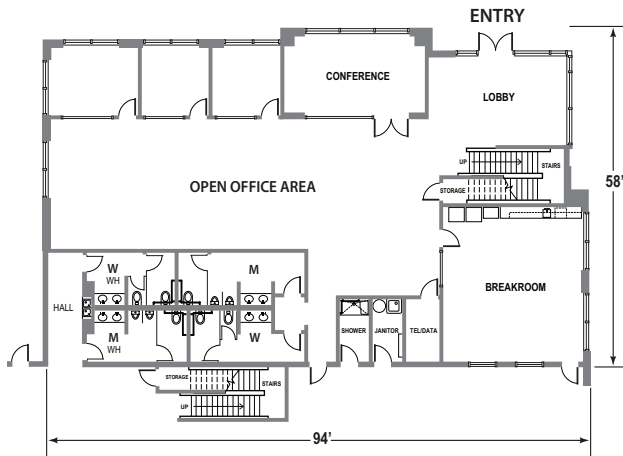 ENTRY
CONFERENCE
LOBBY
UP
STAIRS
58'
OPEN OFFICE AREA
STORAGE
W
WH
M
BREAKROOM
HALL
M
WH
W
SHOWER
JANITOR
TEL/DATA
STORAGE
STAIRS
UP
94'